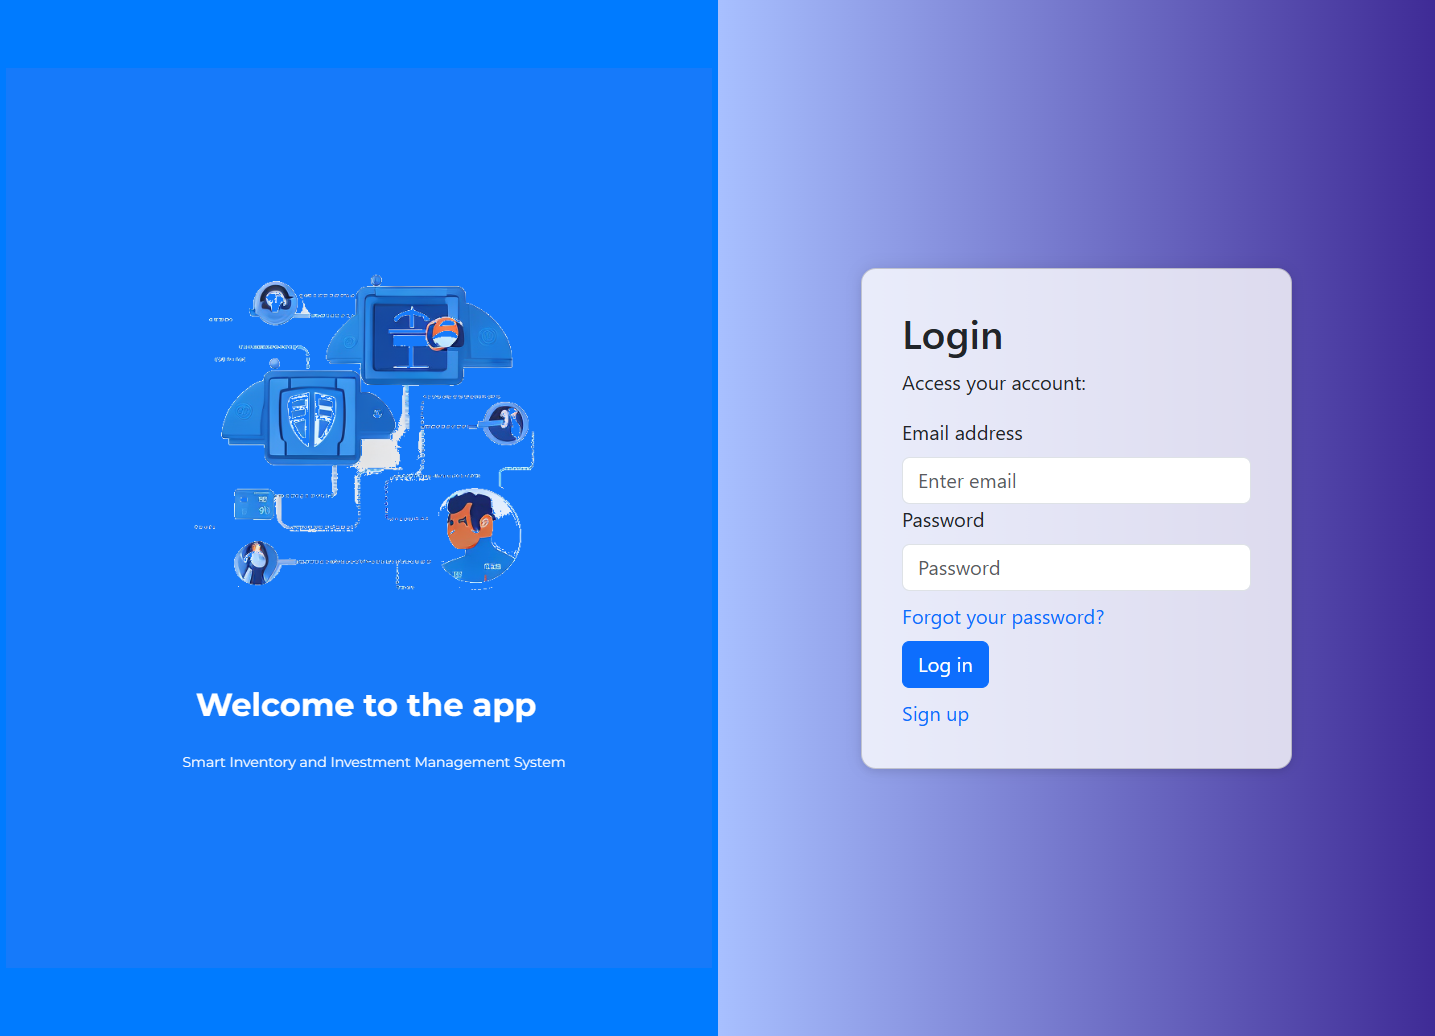 Welcome to the app
Smart Inventory and Investment Management System
Login
Access your account:
Email address
Enter email
Password
Password
Forgot your password?
Log in
Sign up